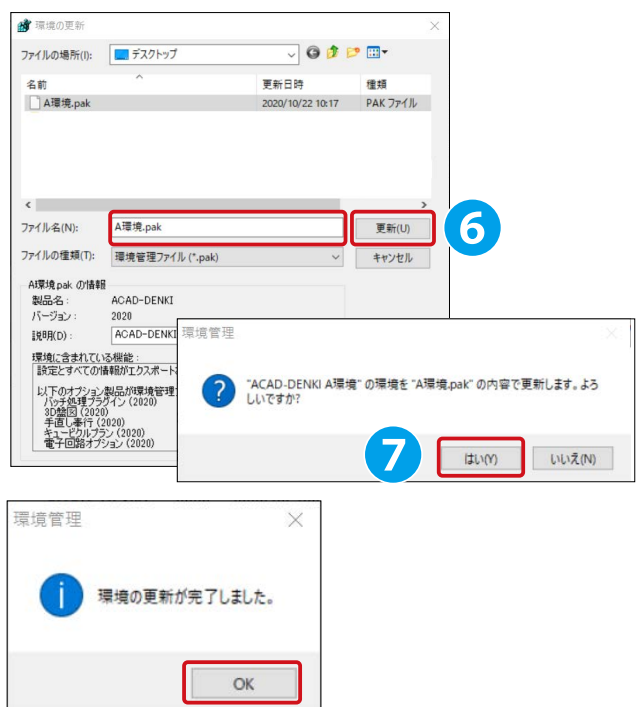 環境の更新
ファイルの場所(I): デスクトップ
名前 更新日時 種類
A環境.pak 2020/10/22 10:17 PAK ファイル
ファイル名(N): A環境.pak 更新(U)
6
ファイルの種類(T): 環境管理ファイル (*.pak) キャンセル
A環境.pak の情報
製品名 : ACAD-DENKI
バージョン : 2020
説明(D) : ACAD-DENKI
環境に含まれている機能 :
設定とすべての情報がエクスポート
以下のオプション製品が環境管理
バッチ処理プラグイン (2020)
3D盤図 (2020)
手直し奉行 (2020)
キュービクルプラン (2020)
電子回路オプション (2020)
環境管理
"ACAD-DENKI A環境" の環境を "A環境.pak" の内容で更新します。よろ
しいですか?
7
はい(Y) いいえ(N)
環境管理
環境の更新が完了しました。
OK